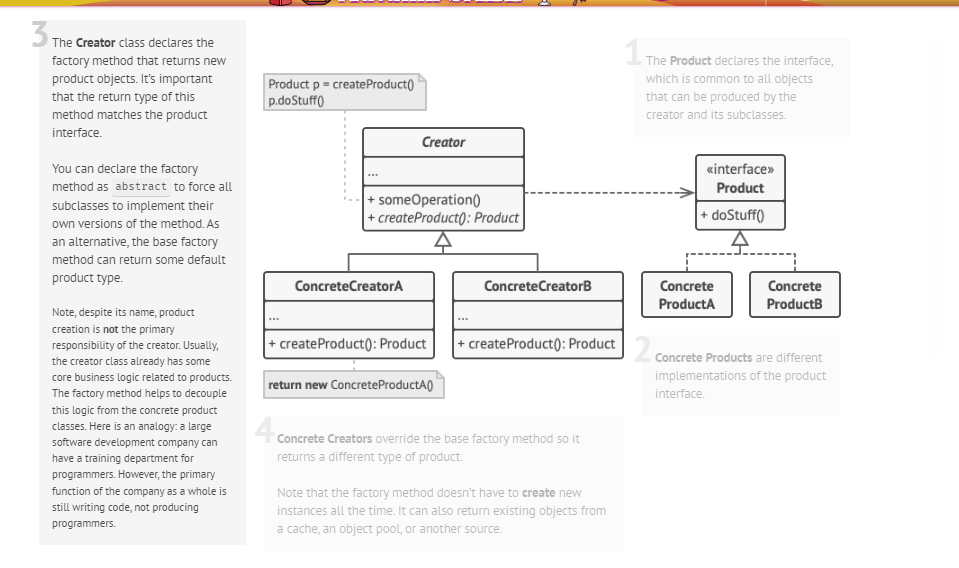 3
The Creator class declares the
factory method that returns new
product objects. It's important
that the return type of this
method matches the product
interface.
You can declare the factory
method as abstract to force all
subclasses to implement their
own versions of the method. As
an alternative, the base factory
method can return some default
product type.
Note, despite its name, product
creation is not the primary
responsibility of the creator. Usually,
the creator class already has some
core business logic related to products.
The factory method helps to decouple
this logic from the concrete product
classes. Here is an analogy: a large
software development company can
have a training department for
programmers. However, the primary
function of the company as a whole is
still writing code, not producing
programmers.
Product p = createProduct()
p.doStuff()
Creator
...
+ someOperation()
+ createProduct(): Product
ConcreteCreatorA
...
+ createProduct(): Product
ConcreteCreatorB
...
+ createProduct(): Product
return new ConcreteProductA()
1
The Product declares the interface,
which is common to all objects
that can be produced by the
creator and its subclasses.
«interface»
Product
+ doStuff()
Concrete
ProductA
Concrete
ProductB
2
Concrete Products are different
implementations of the product
interface.
4
Concrete Creators override the base factory method so it
returns a different type of product.
Note that the factory method doesn't have to create new
instances all the time. It can also return existing objects from
a cache, an object pool, or another source.